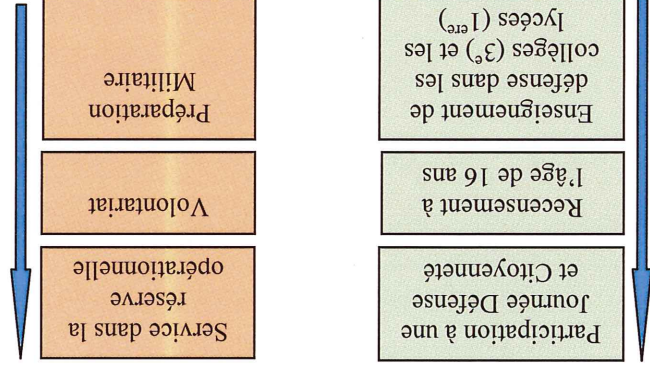 Participation à une
Journée Défense
et Citoyenneté
Recensement à
l'âge de 16 ans
Enseignement de
défense dans les
collèges (3e) et les
lycées (1ere)
Service dans la
réserve
opérationnelle
Volontariat
Préparation
Militaire